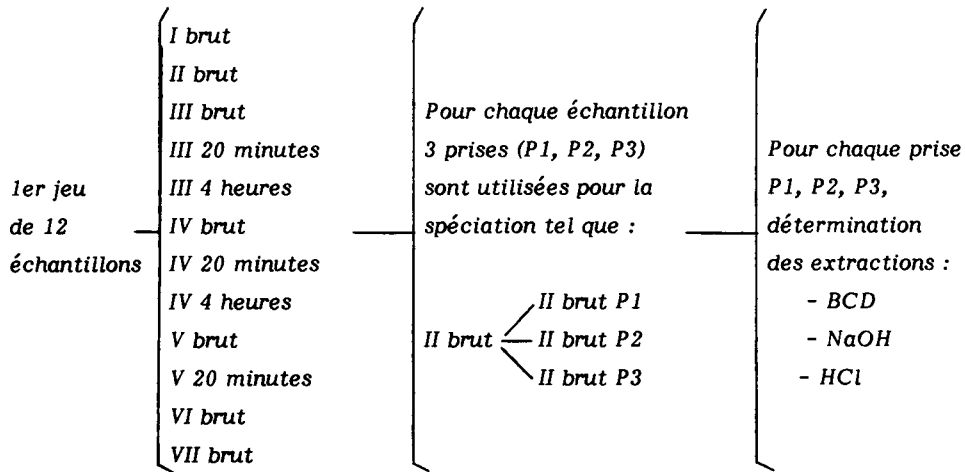 1er jeu
de 12
échantillons
I brut
II brut
III brut
III 20 minutes
III 4 heures
IV brut
IV 20 minutes
IV 4 heures
V brut
V 20 minutes
VI brut
VII brut
Pour chaque échantillon
3 prises (P1, P2, P3)
sont utilisées pour la
spéciation tel que :
II brut
II brut P1
II brut P2
II brut P3
Pour chaque prise
P1, P2, P3,
détermination
des extractions :
- BCD
- NaOH
- HCl